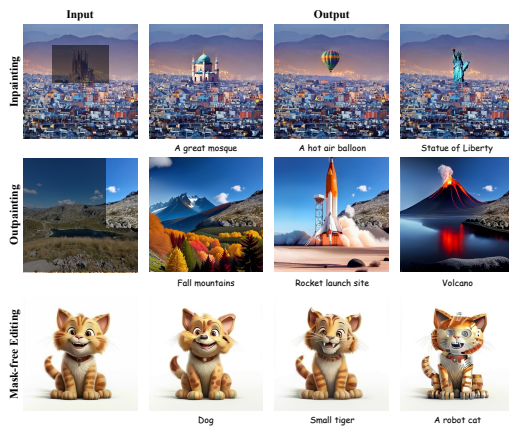 Input
Output
Inpainting
A great mosque
A hot air balloon
Statue of Liberty
Outpainting
Fall mountains
Rocket launch site
Volcano
Mask-free Editing
Dog
Small tiger
A robot cat